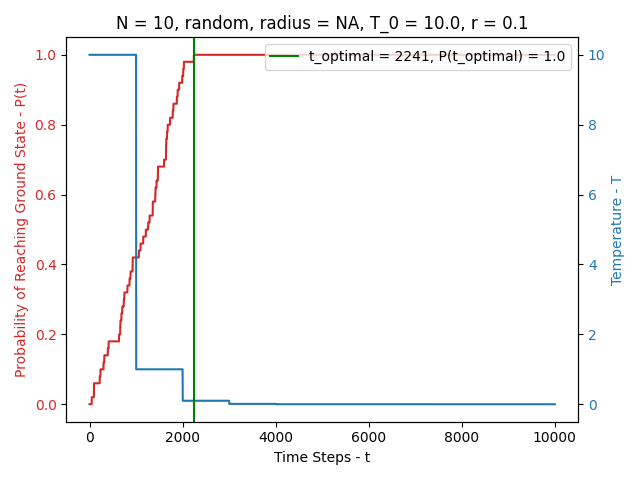 N = 10, random, radius = NA, T_0 = 10.0, r = 0.1
t_optimal = 2241, P(t_optimal) = 1.0
Probability of Reaching Ground State - P(t)
1.0
0.8
0.6
0.4
0.2
0.0
10
8
6
4
2
0
Temperature - T
0 2000 4000 6000 8000 10000
Time Steps - t